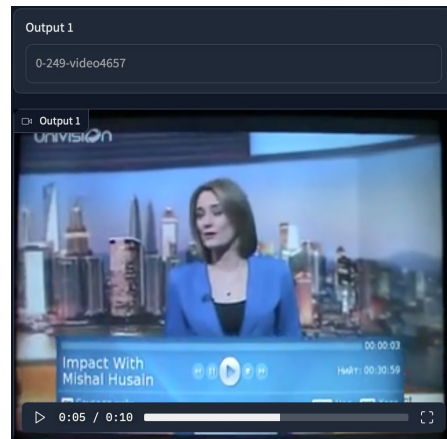 Output 1
0-249-video4657
Output 1
univision
00:00:03
Impact With
Mishal Husain
Нийт: 00:30:59
0:05 / 0:10